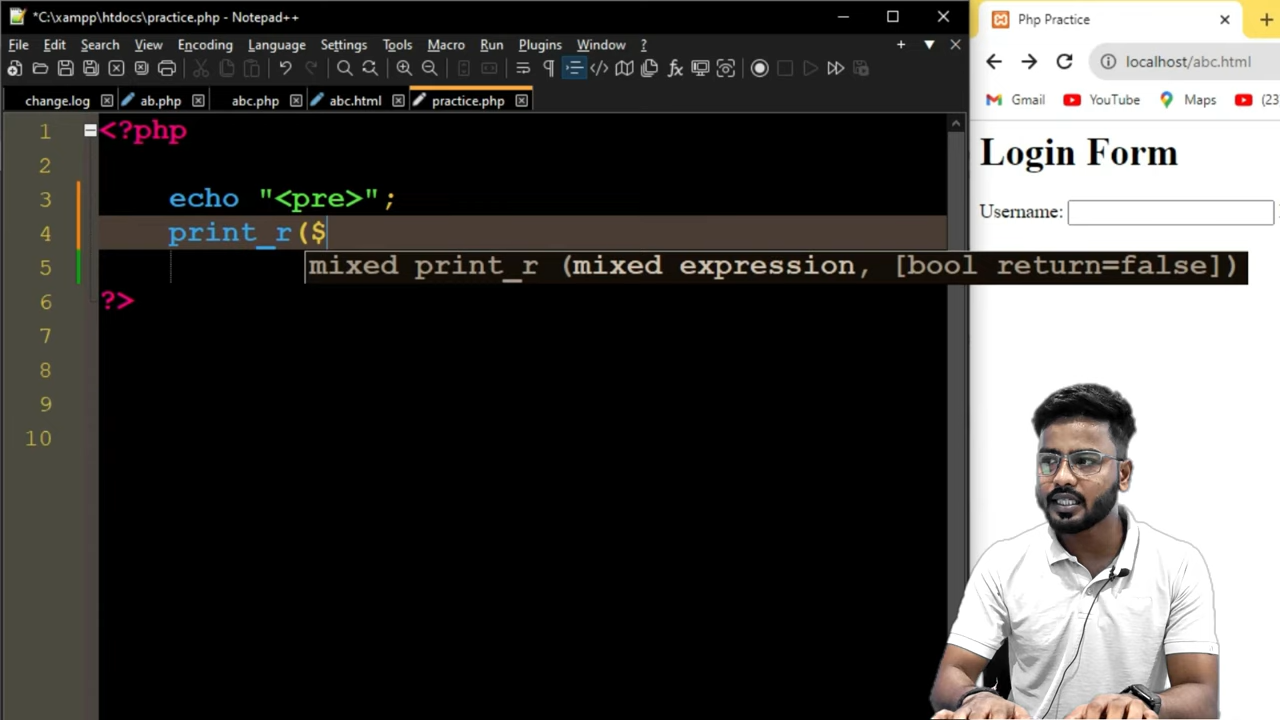 *C:\xampp\htdocs\practice.php - Notepad++
File Edit Search View Encoding Language Settings Tools Macro Run Plugins Window ?
change.log ab.php abc.php abc.html practice.php
1 <?php
2
3 echo "<pre>";
4 print_r($
5 mixed print_r (mixed expression, [bool return=false])
6 ?>
7
8
9
10
Php Practice
localhost/abc.html
Gmail YouTube Maps (23
Login Form
Username: